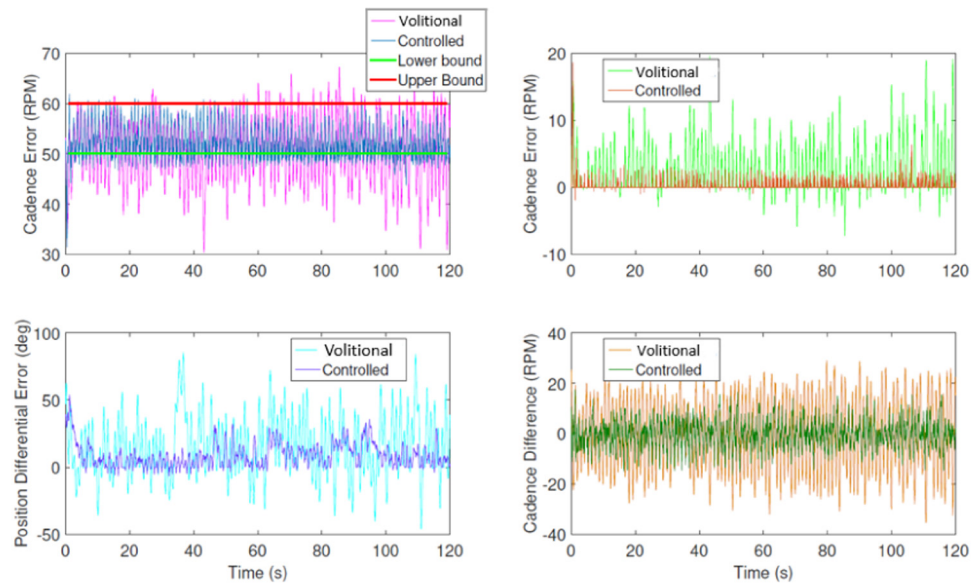 Volitional
Controlled
Lower bound
Upper Bound
Cadence Error (RPM)
70
60
50
40
30
0
20
40
60
80
100
120
Volitional
Controlled
Cadence Error (RPM)
20
10
0
-10
0
20
40
60
80
100
120
Volitional
Controlled
Position Differential Error (deg)
100
50
0
-50
0
20
40
60
80
100
120
Time (s)
Volitional
Controlled
Cadence Difference (RPM)
40
20
0
-20
-40
0
20
40
60
80
100
120
Time (s)